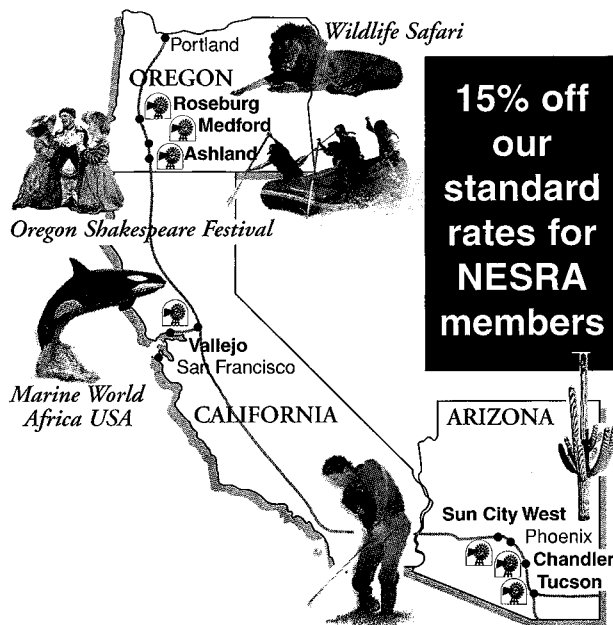 Portland
Wildlife Safari
OREGON
Roseburg
Medford
Ashland
Oregon Shakespeare Festival
15% off
our
standard
rates for
NESRA
members
Vallejo
San Francisco
Marine World
Africa USA
CALIFORNIA
ARIZONA
Sun City West
Phoenix
Chandler
Tucson